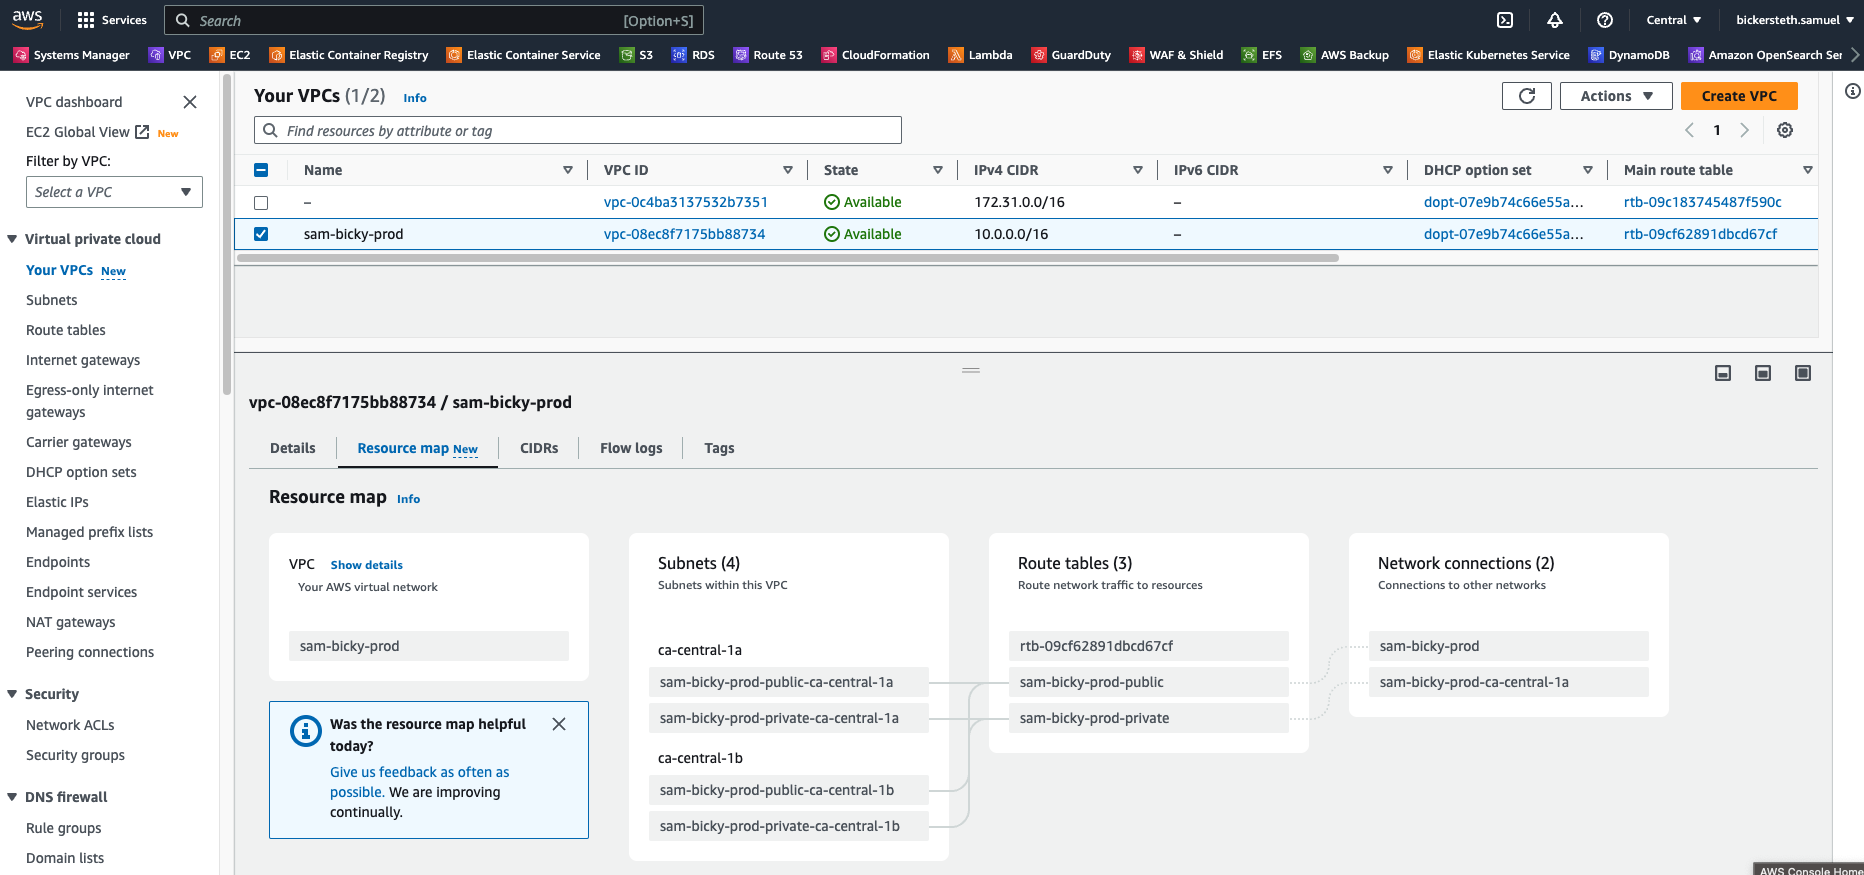 aws
Services
Search
[Option+S]
Central
bickersteth.samuel
Systems Manager
VPC
EC2
Elastic Container Registry
Elastic Container Service
S3
RDS
Route 53
CloudFormation
Lambda
GuardDuty
WAF & Shield
EFS
AWS Backup
Elastic Kubernetes Service
DynamoDB
Amazon OpenSearch Ser
VPC dashboard
EC2 Global View New
Filter by VPC:
Select a VPC
Virtual private cloud
Your VPCs New
Subnets
Route tables
Internet gateways
Egress-only internet
gateways
Carrier gateways
DHCP option sets
Elastic IPs
Managed prefix lists
Endpoints
Endpoint services
NAT gateways
Peering connections
Security
Network ACLs
Security groups
DNS firewall
Rule groups
Domain lists
Your VPCs (1/2) Info
Actions
Create VPC
Find resources by attribute or tag
1
Name VPC ID State IPv4 CIDR IPv6 CIDR DHCP option set Main route table
– vpc-0c4ba3137532b7351 Available 172.31.0.0/16 – dopt-07e9b74c66e55a... rtb-09c183745487f590c
sam-bicky-prod vpc-08ec8f7175bb88734 Available 10.0.0.0/16 – dopt-07e9b74c66e55a... rtb-09cf62891dbcd67cf
vpc-08ec8f7175bb88734 / sam-bicky-prod
Details
Resource map New
CIDRs
Flow logs
Tags
Resource map Info
VPC Show details
Your AWS virtual network
sam-bicky-prod
Was the resource map helpful
today?
Give us feedback as often as
possible. We are improving
continually.
Subnets (4)
Subnets within this VPC
ca-central-1a
sam-bicky-prod-public-ca-central-1a
sam-bicky-prod-private-ca-central-1a
ca-central-1b
sam-bicky-prod-public-ca-central-1b
sam-bicky-prod-private-ca-central-1b
Route tables (3)
Route network traffic to resources
rtb-09cf62891dbcd67cf
sam-bicky-prod-public
sam-bicky-prod-private
Network connections (2)
Connections to other networks
sam-bicky-prod
sam-bicky-prod-ca-central-1a
AWS Console Home